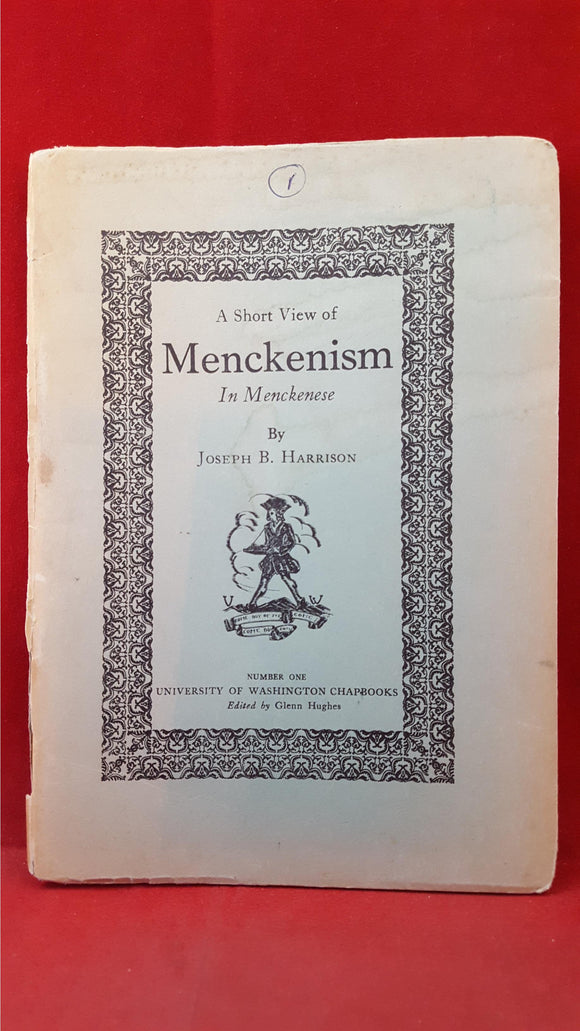 1
A Short View of
Menckenism
In Menckenese
By
JOSEPH B. HARRISON
U W
NUMBER ONE
UNIVERSITY OF WASHINGTON CHAPBOOKS
Edited by Glenn Hughes